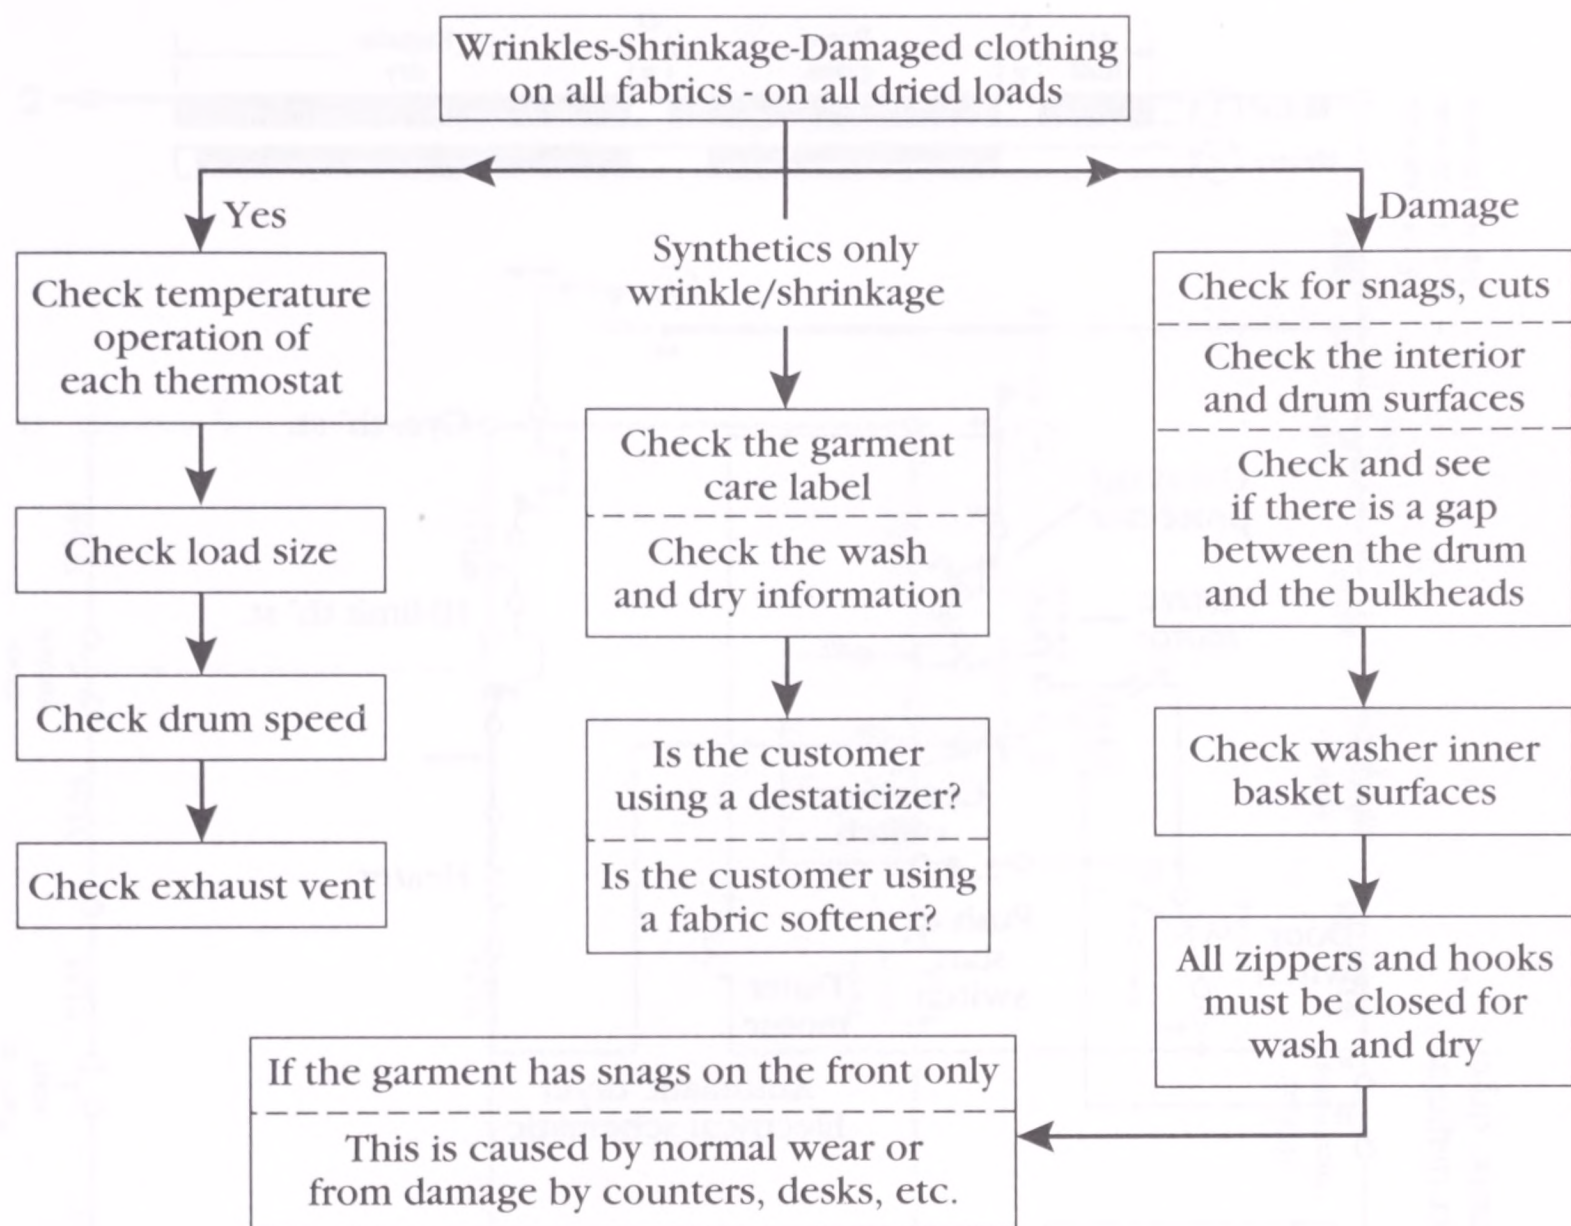 Wrinkles-Shrinkage-Damaged clothing
on all fabrics - on all dried loads
Yes
Check temperature
operation of
each thermostat
Check load size
Check drum speed
Check exhaust vent
Synthetics only
wrinkle/shrinkage
Check the garment
care label
Check the wash
and dry information
Is the customer
using a destaticizer?
Is the customer using
a fabric softener?
Damage
Check for snags, cuts
Check the interior
and drum surfaces
Check and see
if there is a gap
between the drum
and the bulkheads
Check washer inner
basket surfaces
All zippers and hooks
must be closed for
wash and dry
If the garment has snags on the front only
This is caused by normal wear or
from damage by counters, desks, etc.